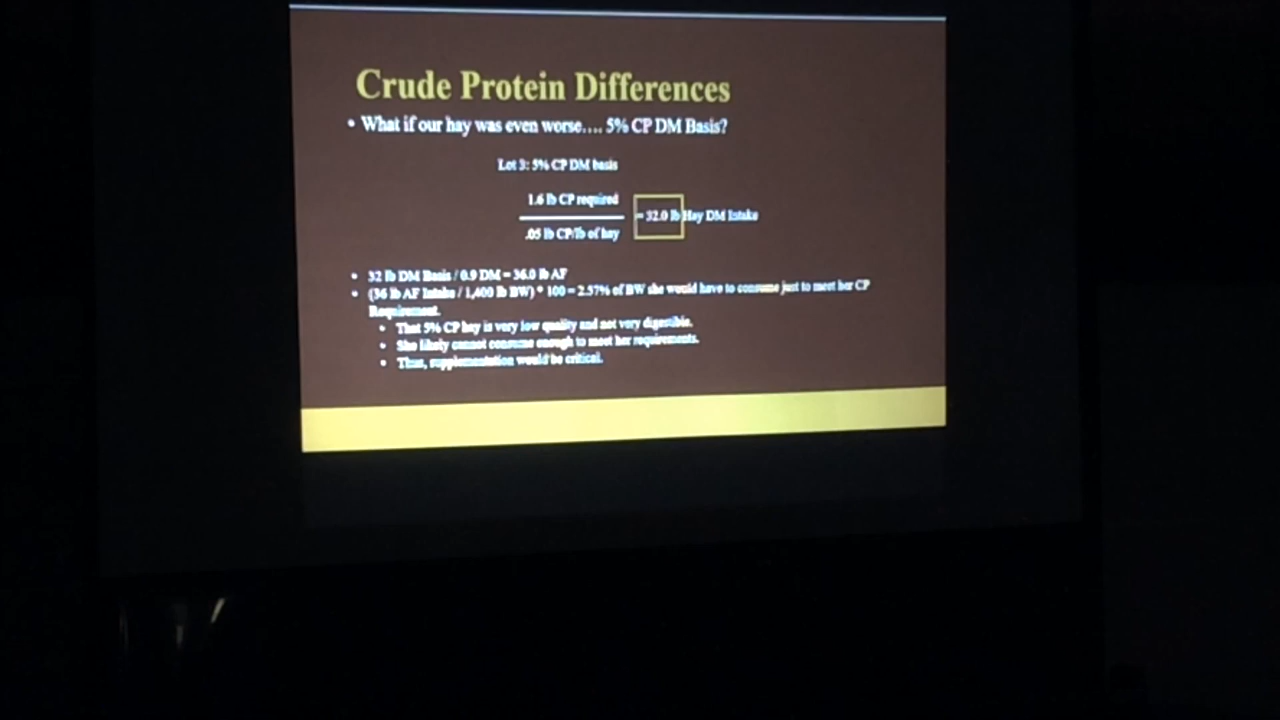 Crude Protein Differences
• What if our hay was even worse…. 5% CP DM Basis?
Lot 3: 5% CP DM basis
1.6 lb CP required
= 32.0 lb Hay DM Intake
.05 lb CP/lb of hay
• 32 lb DM Basis / 0.9 DM = 36.0 lb AF
• (36 lb AF Intake / 1,400 lb BW) * 100 = 2.57% of BW she would have to consume just to meet her CP
Requirement.
• That 5% CP hay is very low quality and not very digestible.
• She likely cannot consume enough to meet her requirements.
• Thus, supplementation would be critical.